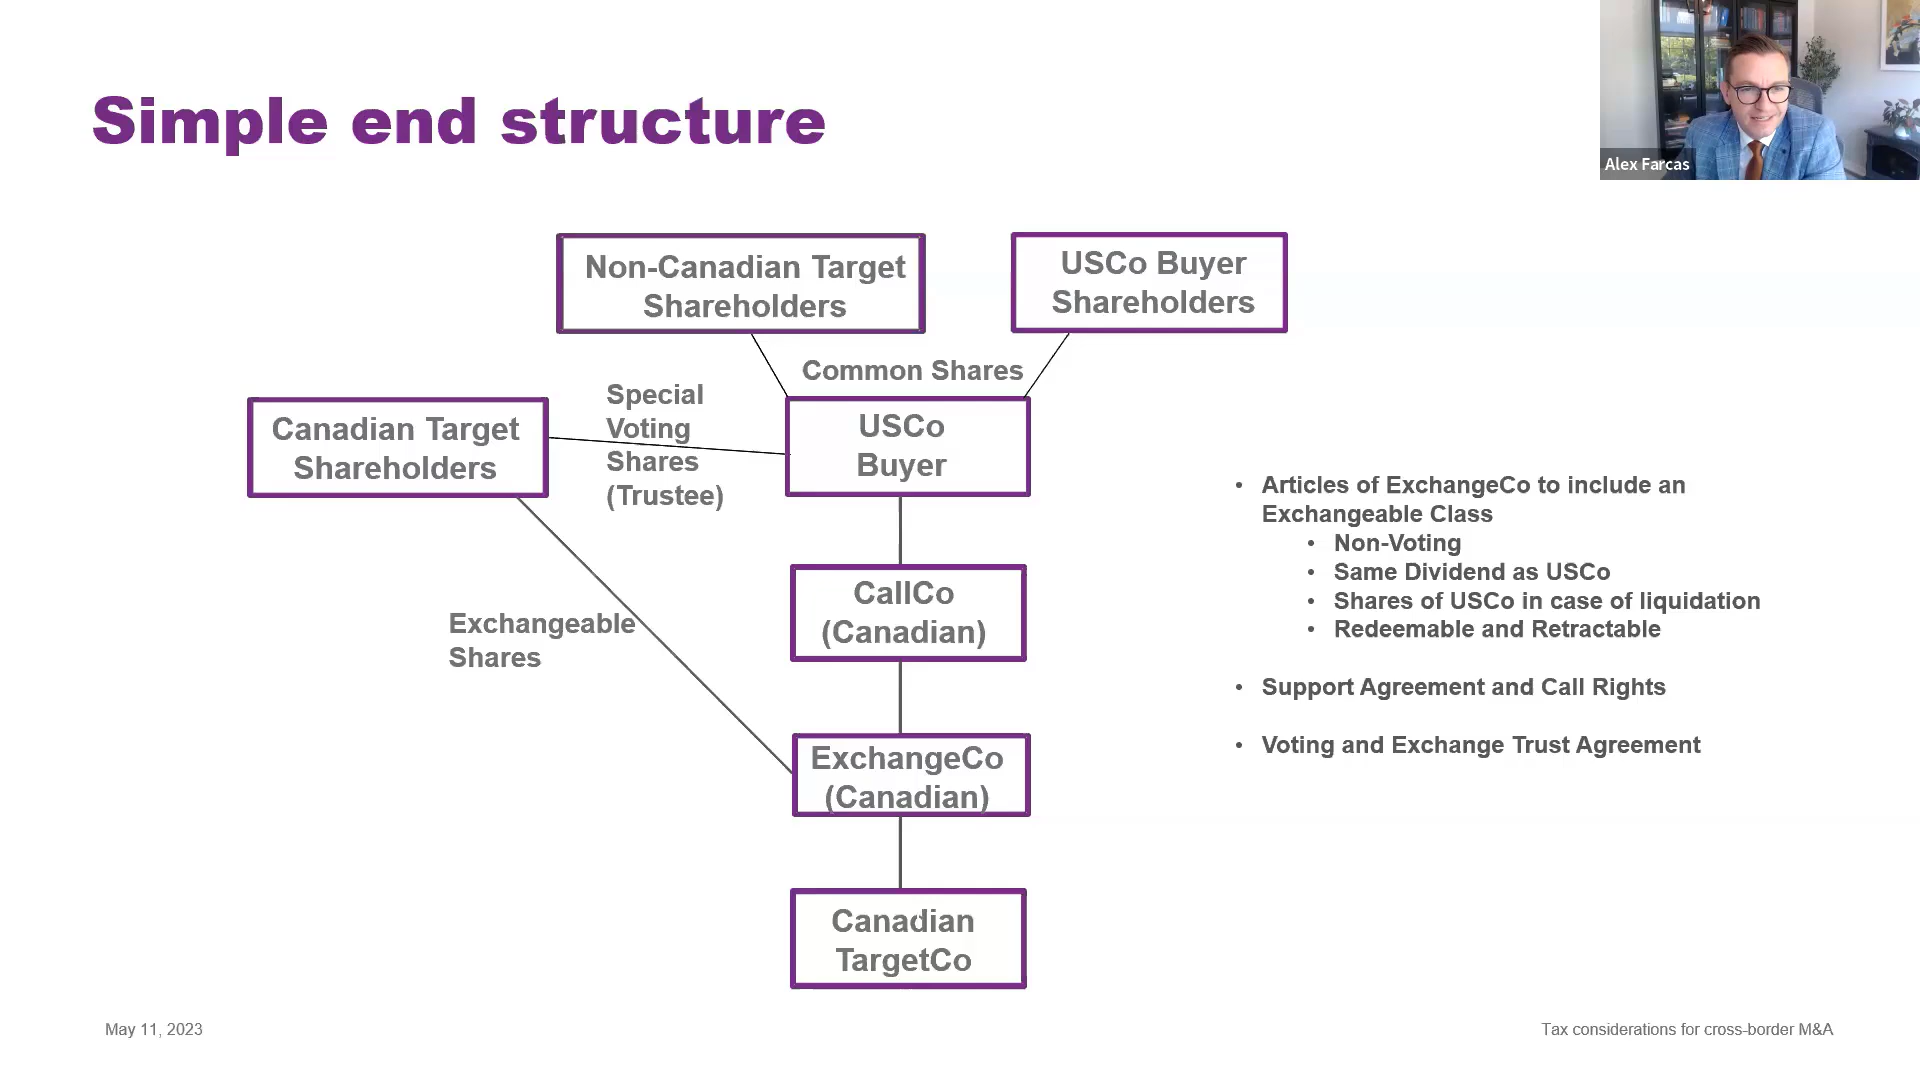 Simple end structure
Alex Farcas
Non-Canadian Target
Shareholders
USCo Buyer
Shareholders
Common Shares
Special
Voting
Shares
(Trustee)
Canadian Target
Shareholders
USCo
Buyer
Exchangeable
Shares
CallCo
(Canadian)
ExchangeCo
(Canadian)
Canadian
TargetCo
• Articles of ExchangeCo to include an
Exchangeable Class
• Non-Voting
• Same Dividend as USCo
• Shares of USCo in case of liquidation
• Redeemable and Retractable
• Support Agreement and Call Rights
• Voting and Exchange Trust Agreement
May 11, 2023
Tax considerations for cross-border M&A